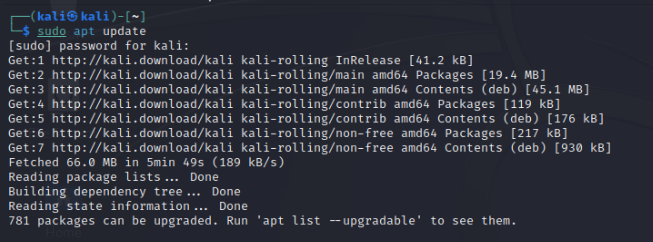 ┌──(kali㉿kali)-[~]
└─$ sudo apt update
[sudo] password for kali:
Get:1 http://kali.download/kali kali-rolling InRelease [41.2 kB]
Get:2 http://kali.download/kali kali-rolling/main amd64 Packages [19.4 MB]
Get:3 http://kali.download/kali kali-rolling/main amd64 Contents (deb) [45.1 MB]
Get:4 http://kali.download/kali kali-rolling/contrib amd64 Packages [119 kB]
Get:5 http://kali.download/kali kali-rolling/contrib amd64 Contents (deb) [176 kB]
Get:6 http://kali.download/kali kali-rolling/non-free amd64 Packages [217 kB]
Get:7 http://kali.download/kali kali-rolling/non-free amd64 Contents (deb) [930 kB]
Fetched 66.0 MB in 5min 49s (189 kB/s)
Reading package lists... Done
Building dependency tree... Done
Reading state information... Done
781 packages can be upgraded. Run 'apt list --upgradable' to see them.
Home